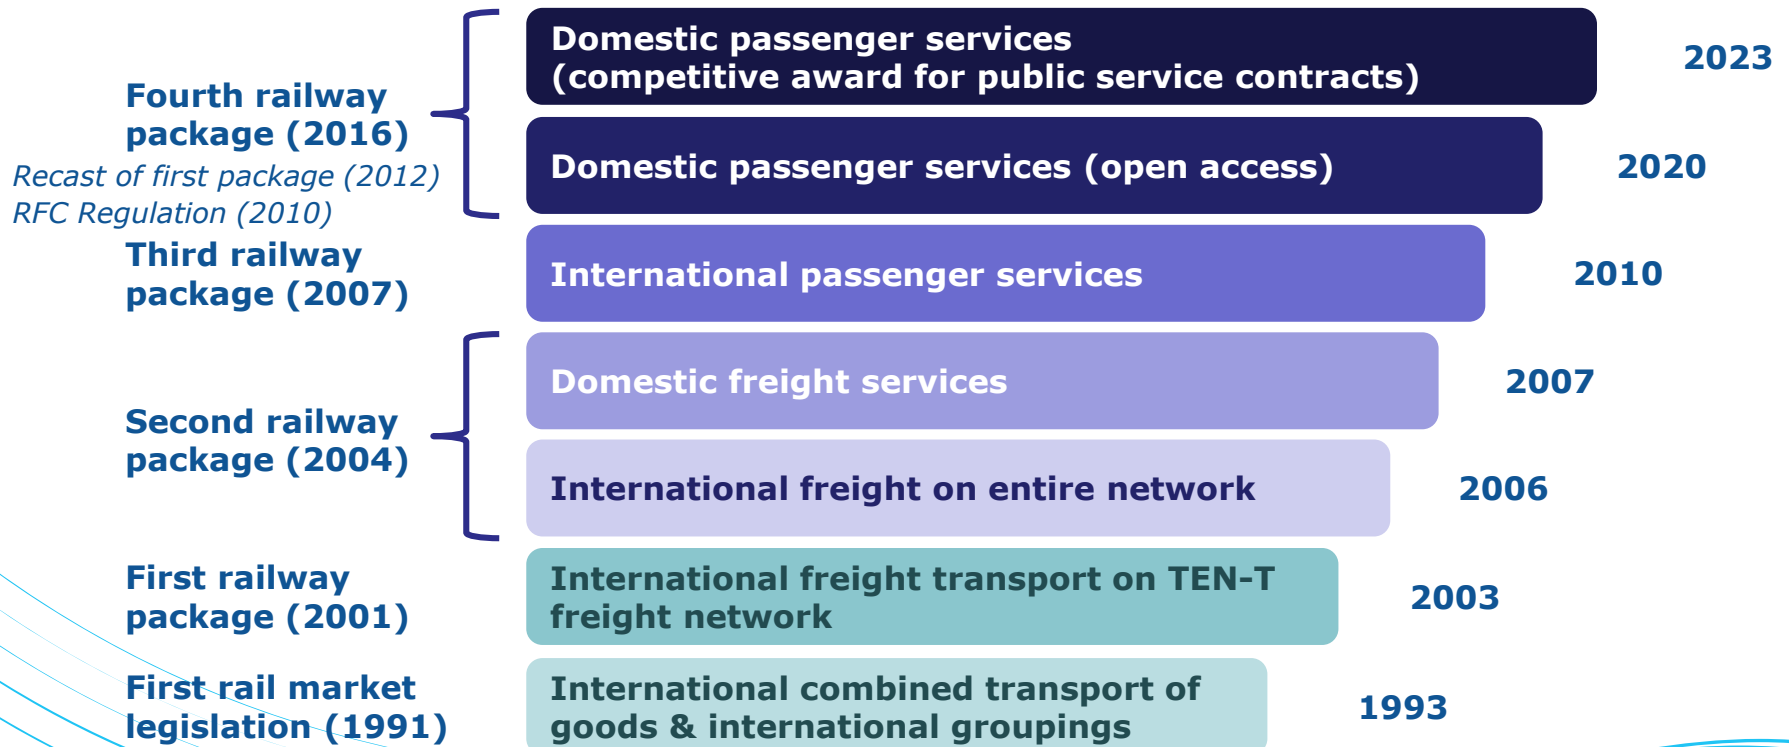 Domestic passenger services
(competitive award for public service contracts)
2023
Fourth railway
package (2016)
Domestic passenger services (open access)
2020
Recast of first package (2012)
RFC Regulation (2010)
Third railway
package (2007)
International passenger services
2010
Domestic freight services
2007
Second railway
package (2004)
International freight on entire network
2006
First railway
package (2001)
International freight transport on TEN-T
freight network
2003
First rail market
legislation (1991)
International combined transport of
goods & international groupings
1993